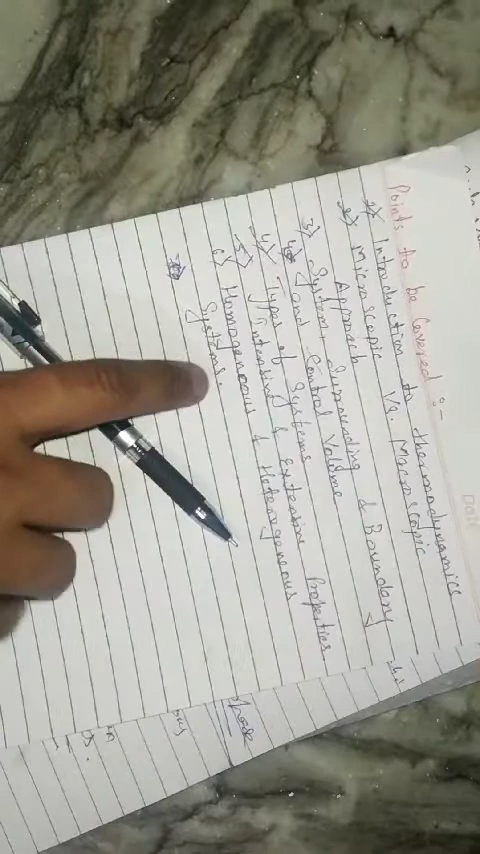 Points to be Covered :-
1) Introduction to thermodynamics
2) Microscopic Vs. Macroscopic
Approach
3) System, Surrounding & Boundary
and Control Volume
4) Types of Systems
5) Intensive & Extensive Properties
6) Homogeneous & Heterogeneous
Systems.
Date